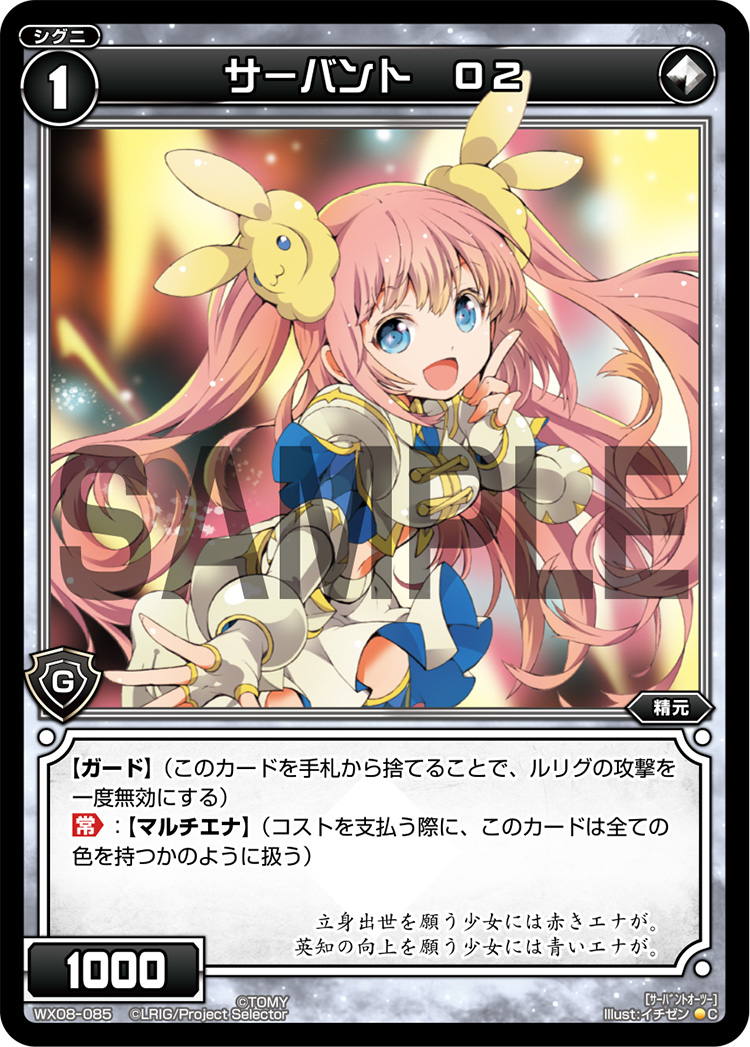 シグニ
1
サーバント O2
SAMPLE
G
精元
【ガード】（このカードを手札から捨てることで、ルリグの攻撃を
一度無効にする）
常：【マルチエナ】（コストを支払う際に、このカードは全ての
色を持つかのように扱う）
立身出世を願う少女には赤きエナが。
英知の向上を願う少女には青いエナが。
1000
©TOMY
[サーバントオーツー]
WX08-085 ©LRIG/Project Selector
Illust:イチゼン C